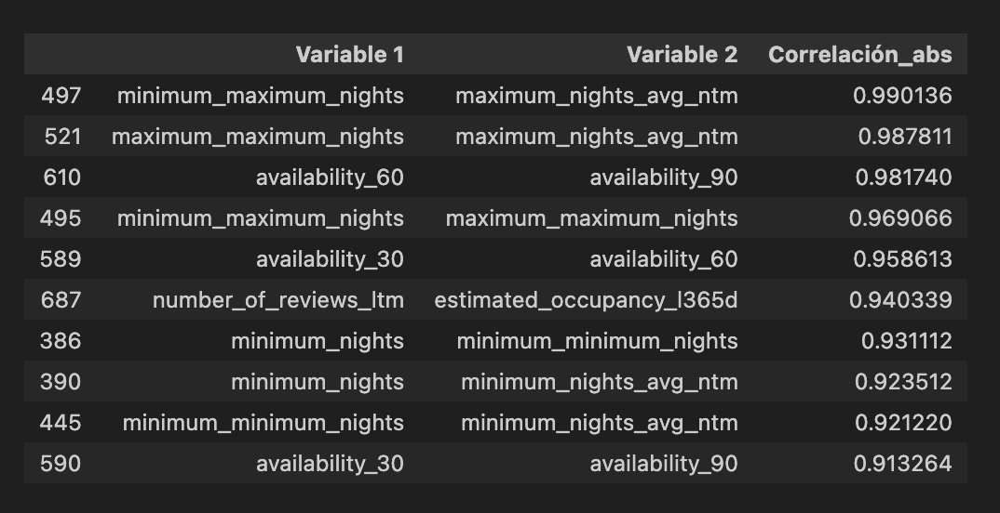 Variable 1 Variable 2 Correlación_abs
497 minimum_maximum_nights maximum_nights_avg_ntm 0.990136
521 maximum_maximum_nights maximum_nights_avg_ntm 0.987811
610 availability_60 availability_90 0.981740
495 minimum_maximum_nights maximum_maximum_nights 0.969066
589 availability_30 availability_60 0.958613
687 number_of_reviews_ltm estimated_occupancy_l365d 0.940339
386 minimum_nights minimum_minimum_nights 0.931112
390 minimum_nights minimum_nights_avg_ntm 0.923512
445 minimum_minimum_nights minimum_nights_avg_ntm 0.921220
590 availability_30 availability_90 0.913264